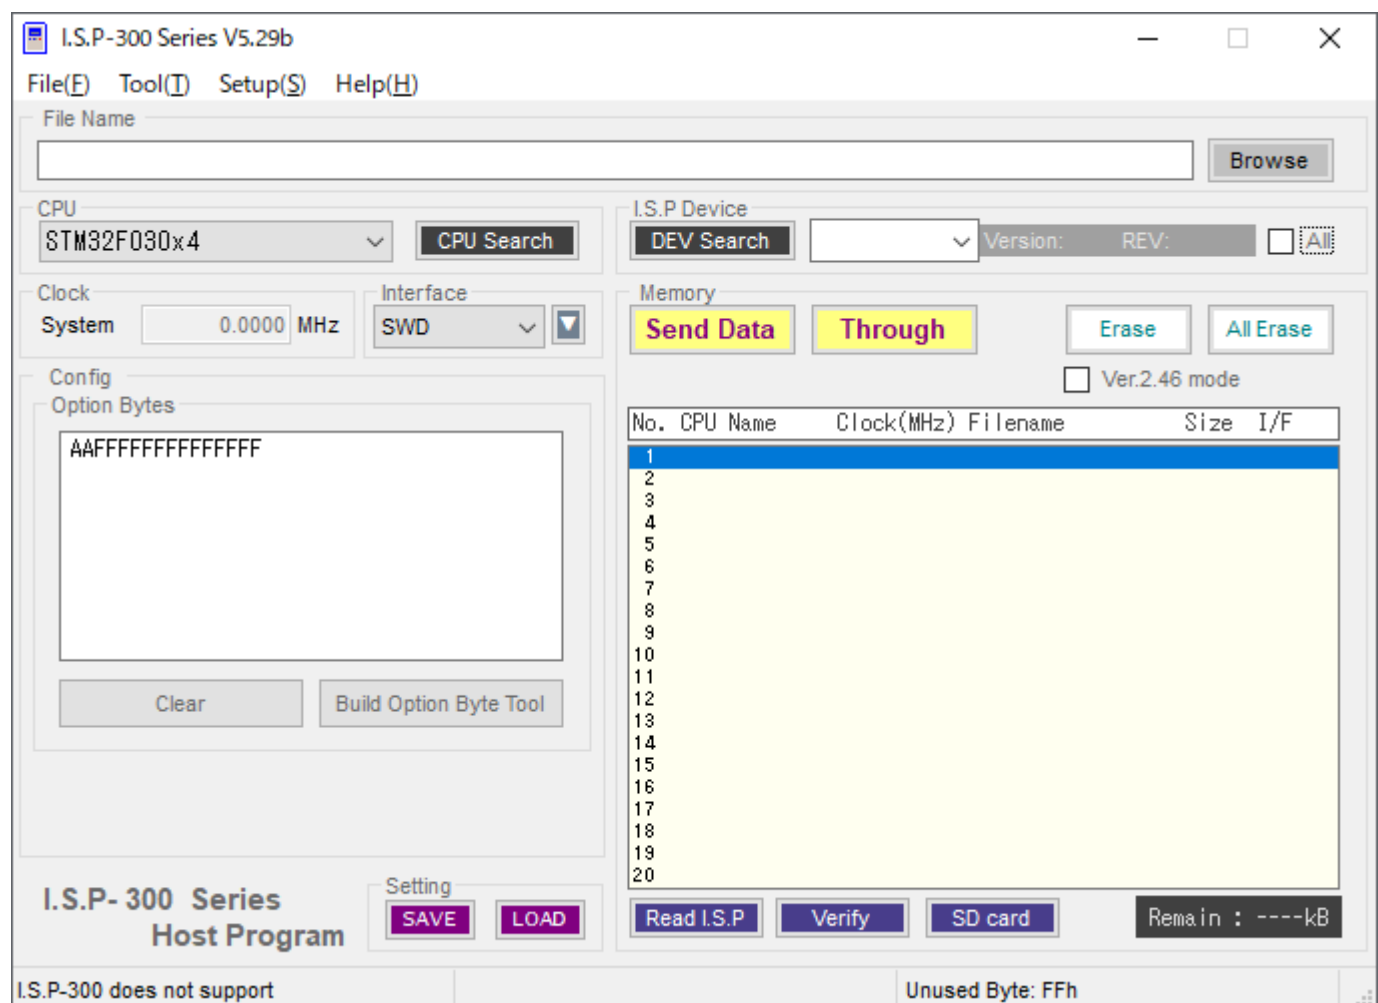 I.S.P-300 Series V5.29b
File(F) Tool(T) Setup(S) Help(H)
File Name
Browse
CPU
STM32F030x4
CPU Search
I.S.P Device
DEV Search
Version: REV:
All
Clock
System 0.0000 MHz
Interface
SWD
Memory
Send Data
Through
Erase
All Erase
Ver.2.46 mode
Config
Option Bytes
AAFFFFFFFFFFFFFF
Clear
Build Option Byte Tool
No. CPU Name Clock(MHz) Filename Size I/F
1
2
3
4
5
6
7
8
9
10
11
12
13
14
15
16
17
18
19
20
I.S.P- 300 Series
Host Program
Setting
SAVE
LOAD
Read I.S.P
Verify
SD card
Remain : ----kB
I.S.P-300 does not support
Unused Byte: FFh